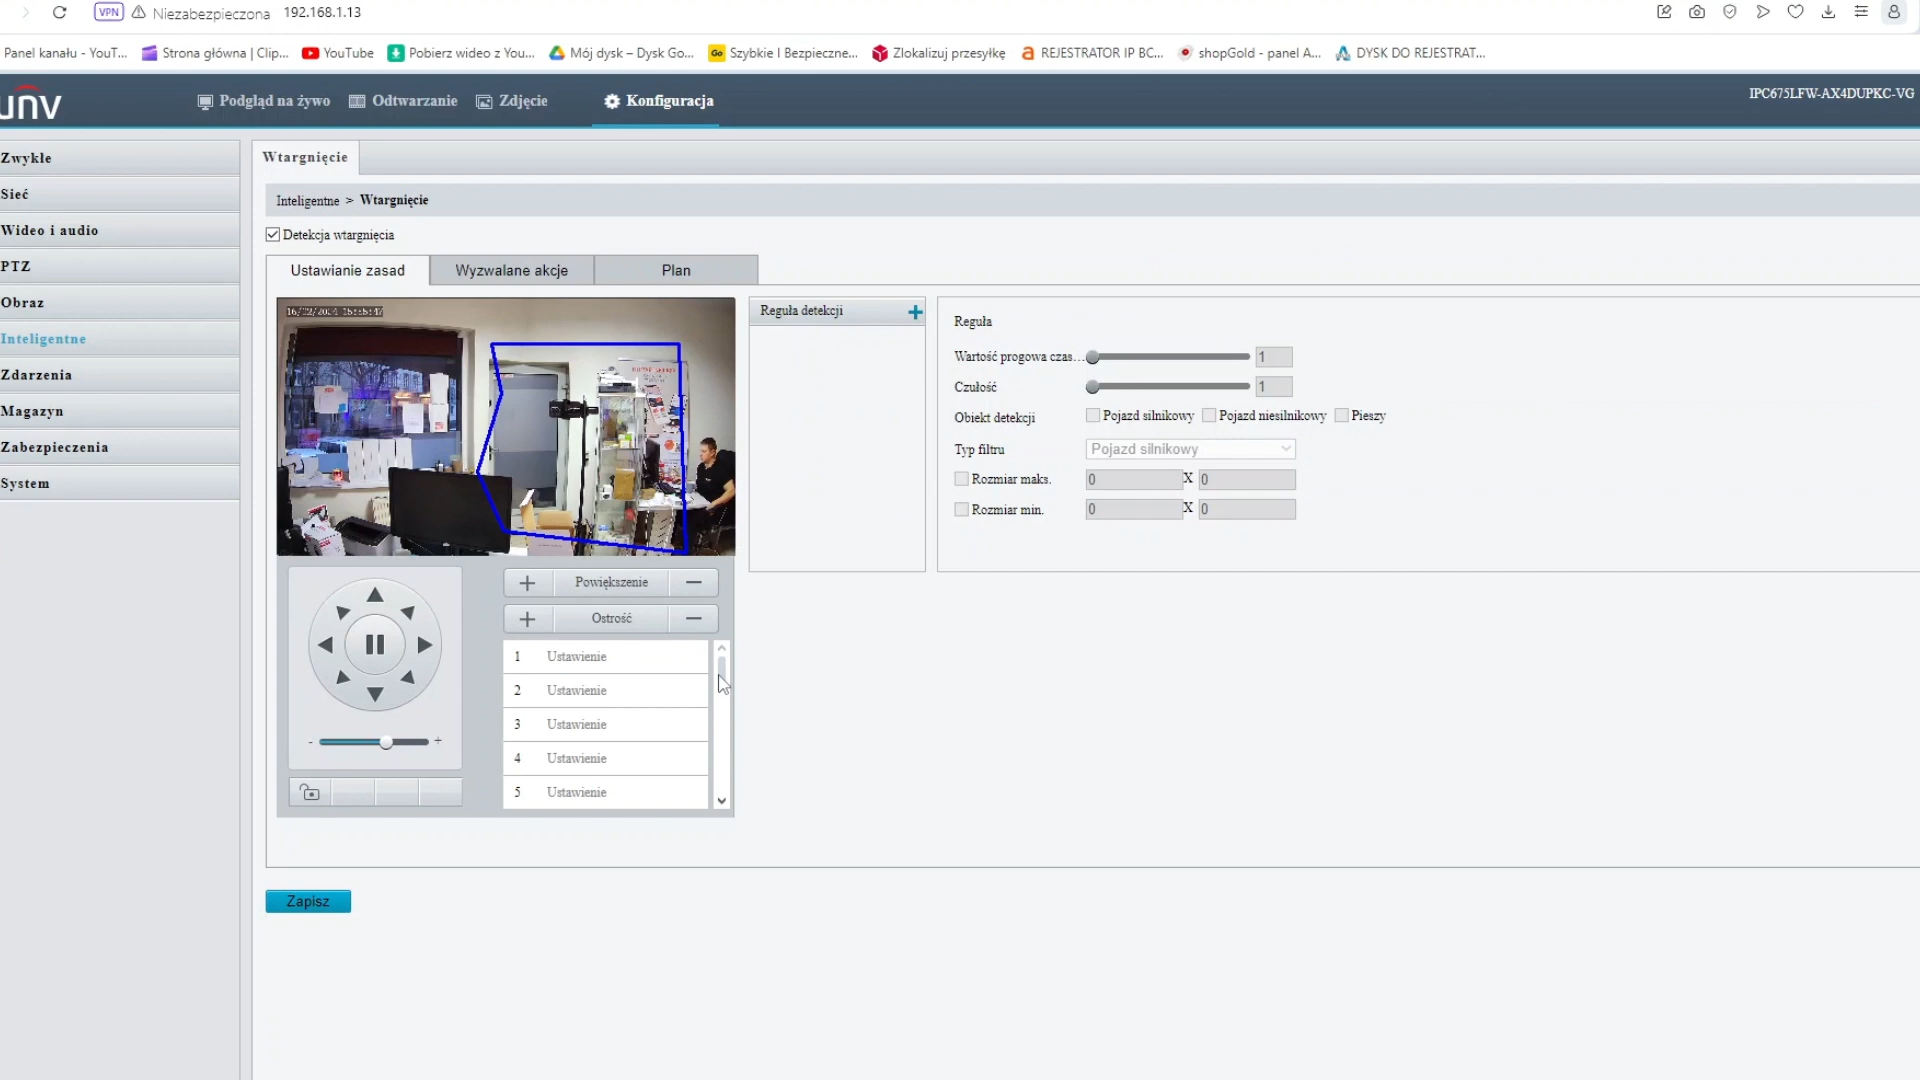 VPN Niezabezpieczona 192.168.1.13
Panel kanału - YouT... Strona główna | Clip... YouTube Pobierz wideo z You... Mój dysk – Dysk Go... Go Szybkie I Bezpieczne... Zlokalizuj przesyłkę a REJESTRATOR IP BC... shopGold - panel A... DYSK DO REJESTRAT...
unv Podgląd na żywo Odtwarzanie Zdjęcie Konfiguracja IPC675LFW-AX4DUPKC-VG
Zwykłe
Sieć
Wideo i audio
PTZ
Obraz
Inteligentne
Zdarzenia
Magazyn
Zabezpieczenia
System
Wtargnięcie
Inteligentne > Wtargnięcie
Detekcja wtargnięcia
Ustawianie zasad Wyzwalane akcje Plan
Reguła detekcji +
Reguła
Wartość progowa czas... 1
Czułość 1
Obiekt detekcji Pojazd silnikowy Pojazd niesilnikowy Pieszy
Typ filtru Pojazd silnikowy
Rozmiar maks. 0 X 0
Rozmiar min. 0 X 0
+ Powiększenie —
+ Ostrość —
1 Ustawienie
2 Ustawienie
3 Ustawienie
4 Ustawienie
5 Ustawienie
- +
Zapisz